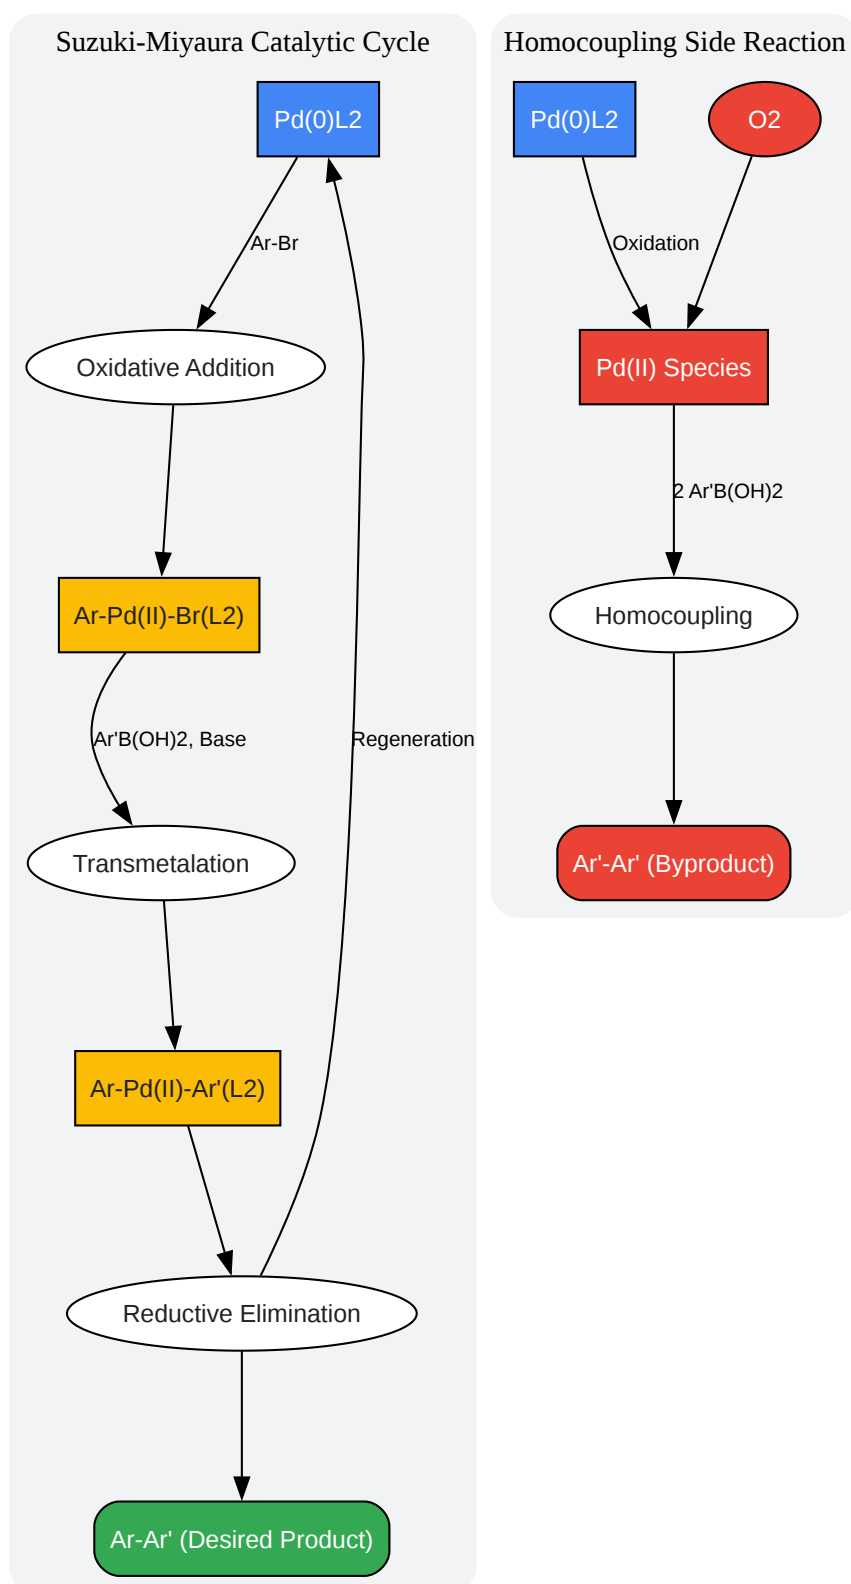 Suzuki-Miyaura Catalytic Cycle
Pd(0)L2
Ar-Br
Oxidative Addition
Ar-Pd(II)-Br(L2)
Ar'B(OH)2, Base
Regeneration
Transmetalation
Ar-Pd(II)-Ar'(L2)
Reductive Elimination
Ar-Ar' (Desired Product)
Homocoupling Side Reaction
Pd(0)L2
O2
Oxidation
Pd(II) Species
2 Ar'B(OH)2
Homocoupling
Ar'-Ar' (Byproduct)